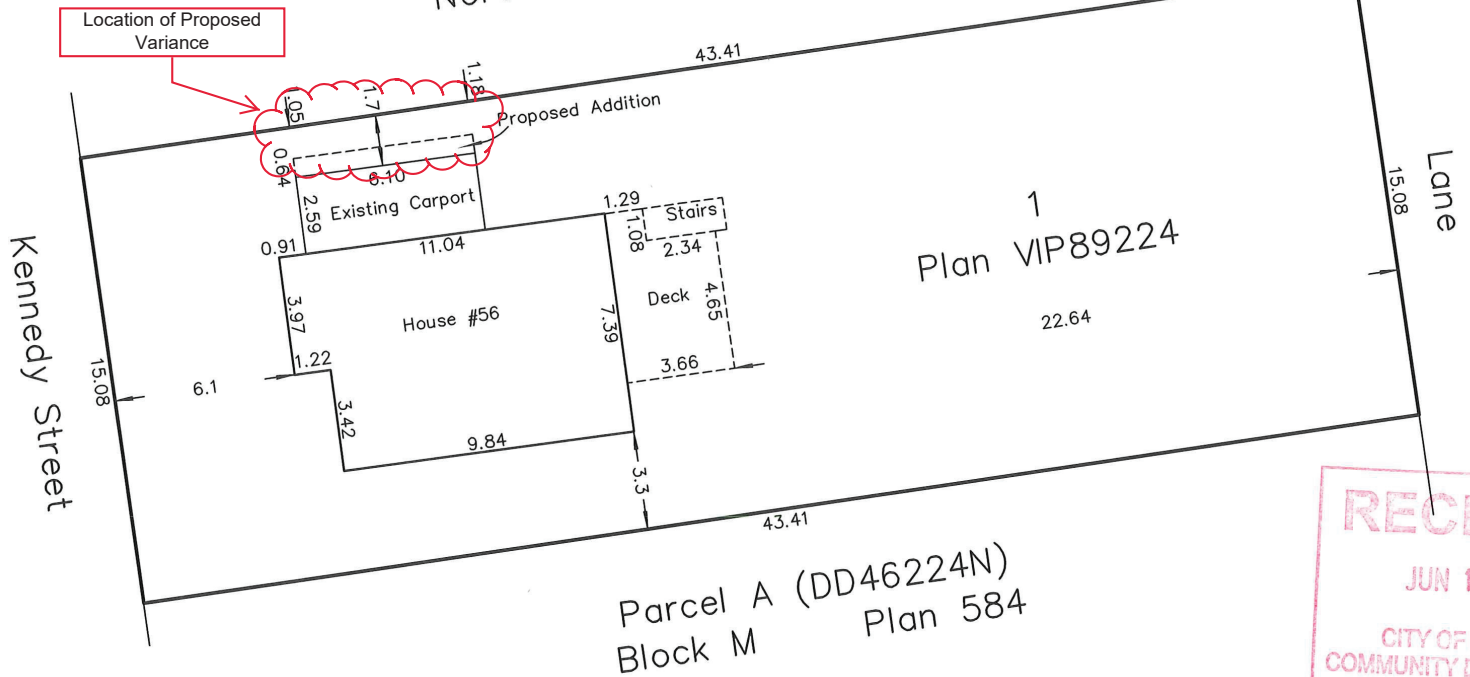 Location of Proposed
Variance
43.41
1.05
1.7
1.18
Proposed Addition
0.64
6.10
2.59
Existing Carport
0.91
11.04
1.29
1.08
Stairs
2.34
Deck
4.65
3.66
3.97
House #56
7.39
1.22
3.42
9.84
3.3
6.1
15.08
Kennedy Street
1
Plan VIP89224
22.64
15.08
Lane
43.41
Parcel A (DD46224N)
Block M Plan 584
JUN
CITY OF
COMMUNITY